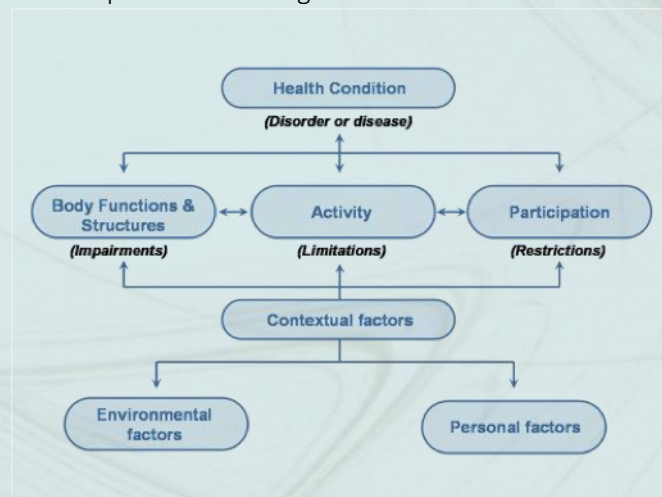 Health Condition
(Disorder or disease)
Body Functions &
Structures
(Impairments)
Activity
(Limitations)
Participation
(Restrictions)
Contextual factors
Environmental
factors
Personal factors